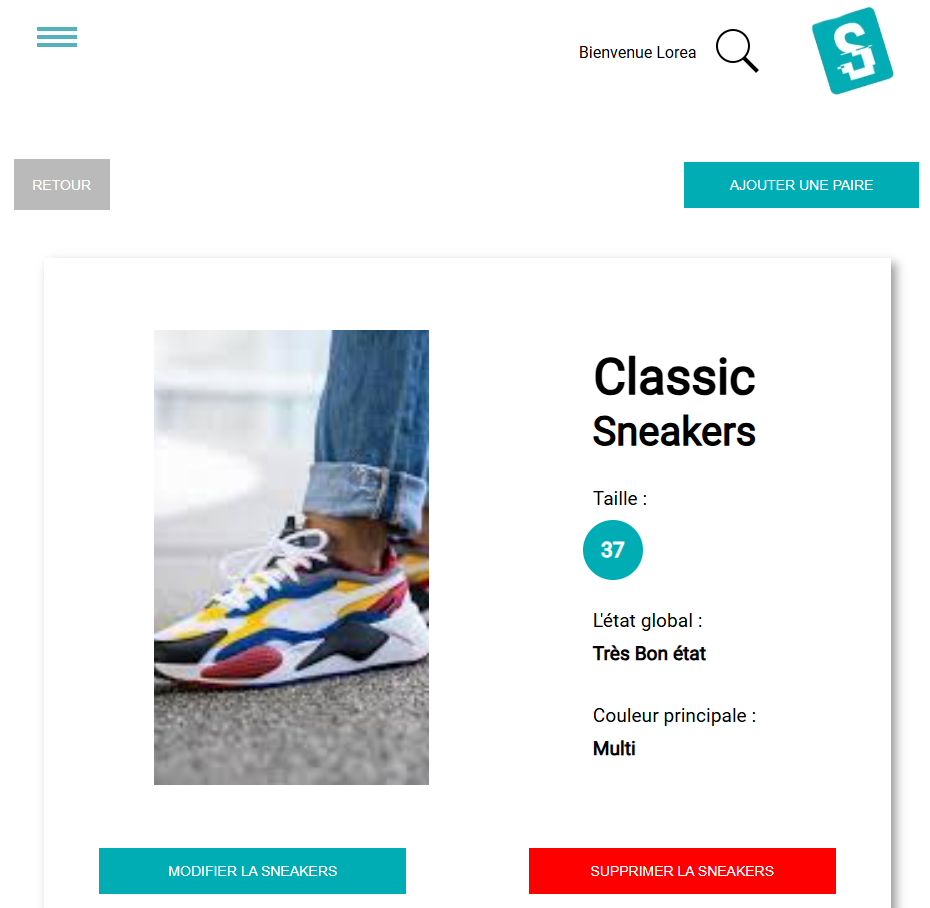 Bienvenue Lorea
RETOUR
AJOUTER UNE PAIRE
Classic
Sneakers
Taille :
37
L'état global :
Très Bon état
Couleur principale :
Multi
MODIFIER LA SNEAKERS
SUPPRIMER LA SNEAKERS